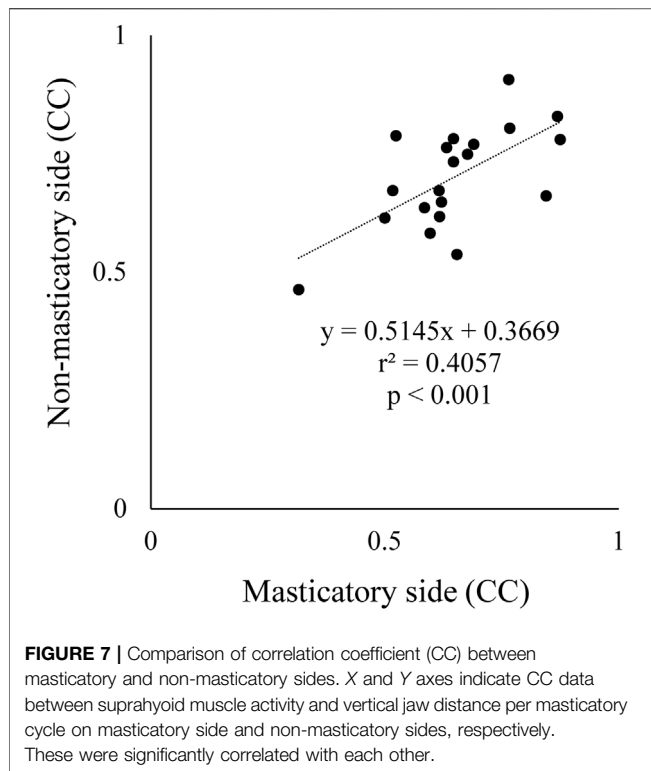 1
Non-masticatory side (CC)
0.5
y = 0.5145x + 0.3669
r² = 0.4057
p < 0.001
0
0
0.5
1
Masticatory side (CC)
FIGURE 7 | Comparison of correlation coefficient (CC) between
masticatory and non-masticatory sides. X and Y axes indicate CC data
between suprahyoid muscle activity and vertical jaw distance per masticatory
cycle on masticatory side and non-masticatory sides, respectively.
These were significantly correlated with each other.